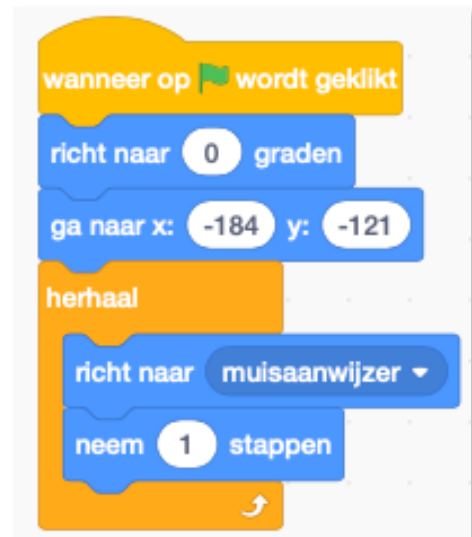 wanneer op wordt geklikt
richt naar 0 graden
ga naar x: -184 y: -121
herhaal
richt naar muisaanwijzer
neem 1 stappen